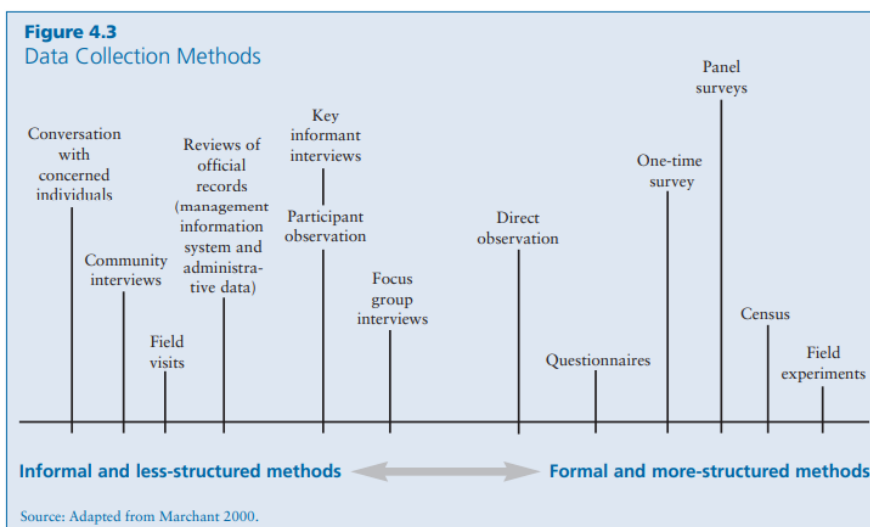 Figure 4.3
Data Collection Methods
Conversation
with
concerned
individuals
Community
interviews
Field
visits
Reviews of
official
records
(management
information
system and
administra-
tive data)
Key
informant
interviews
Participant
observation
Focus
group
interviews
Direct
observation
Questionnaires
One-time
survey
Panel
surveys
Census
Field
experiments
Informal and less-structured methods
Formal and more-structured methods
Source: Adapted from Marchant 2000.